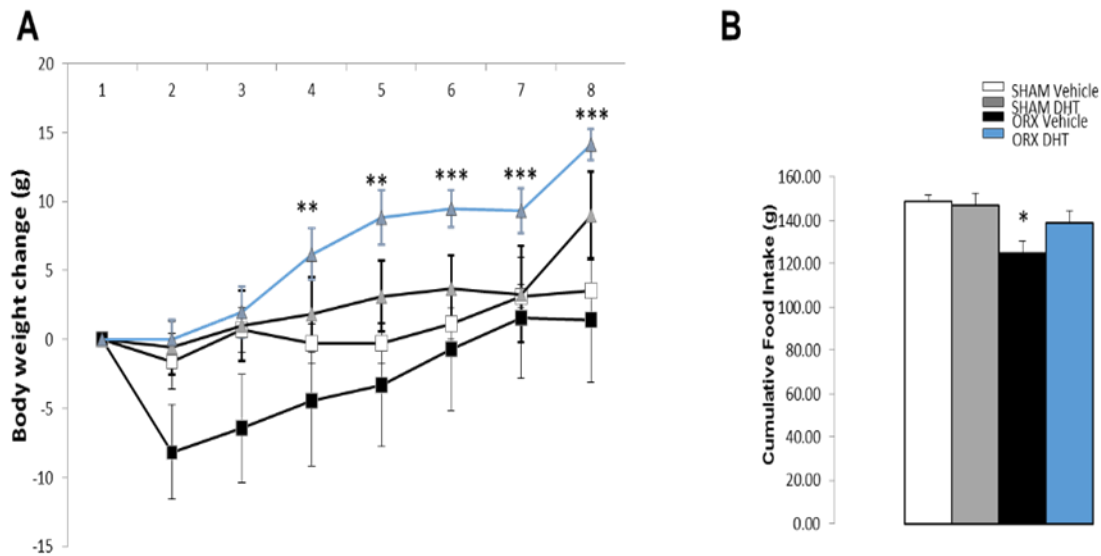 A
B
20
15
10
5
0
-5
-10
-15
Body weight change (g)
1 2 3 4 5 6 7 8
** ** *** *** ***
SHAM Vehicle
SHAM DHT
ORX Vehicle
ORX DHT
160.00
140.00
120.00
100.00
80.00
60.00
40.00
20.00
0.00
Cumulative Food Intake (g)
*